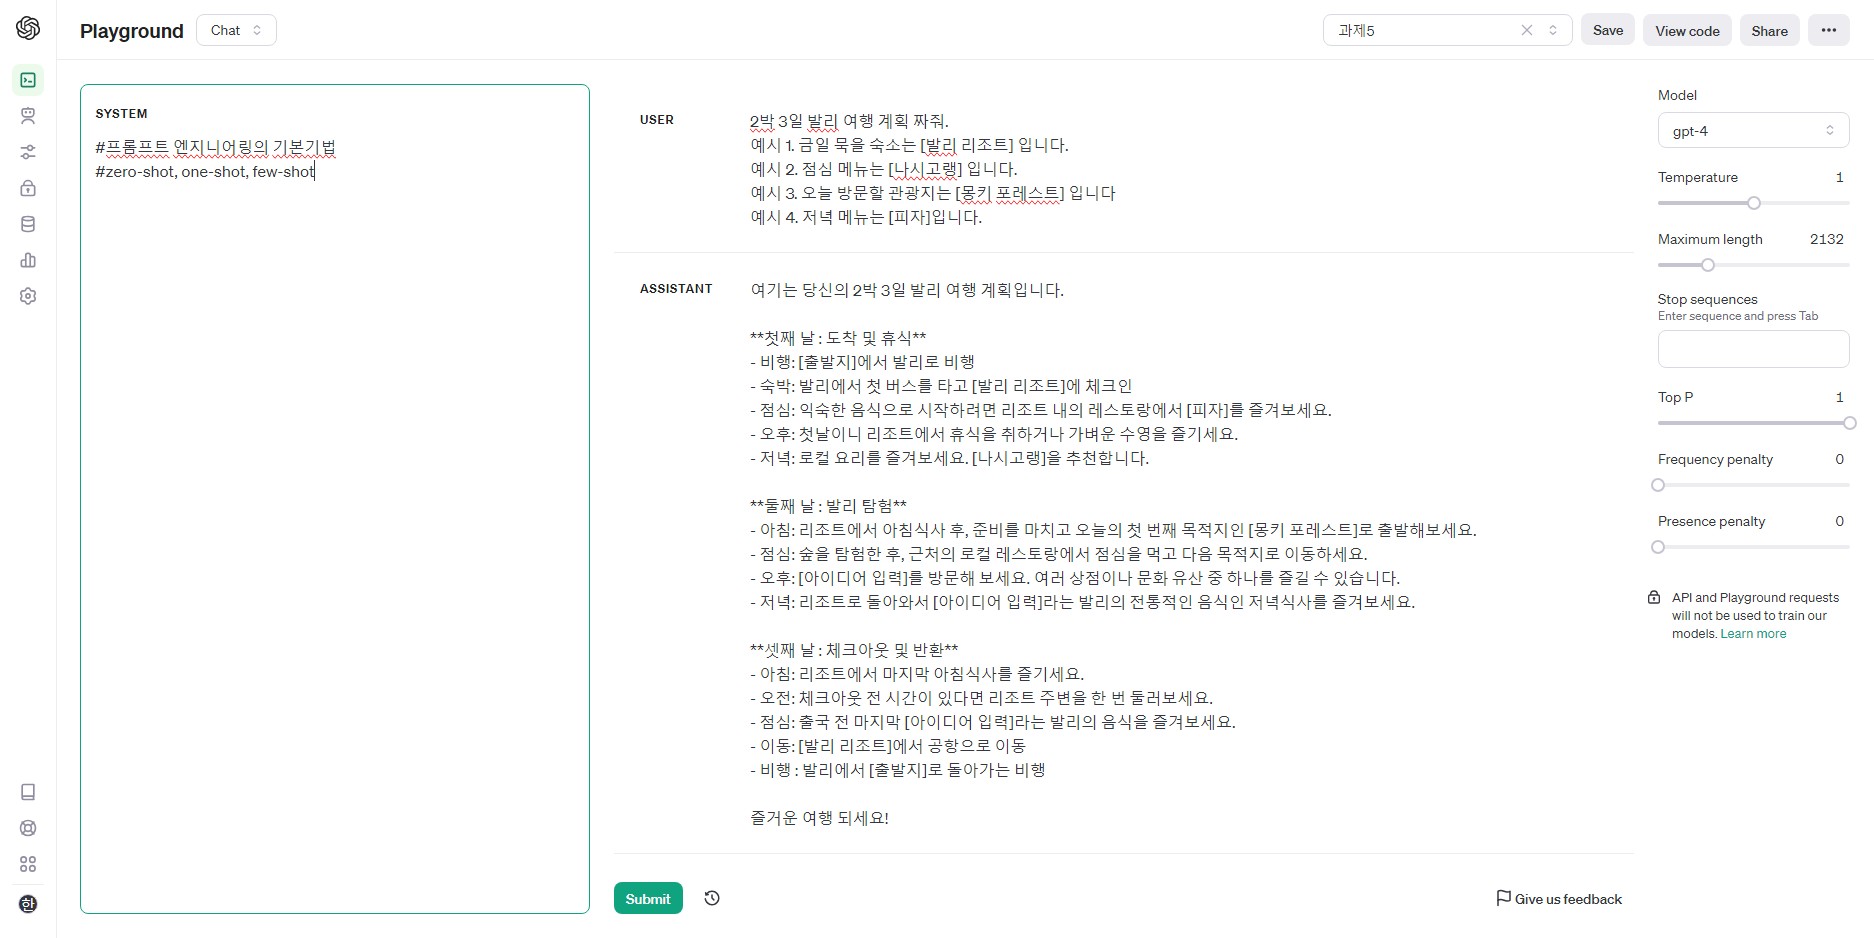 Playground
Chat
과제5
Save
View code
Share
SYSTEM
#프롬프트 엔지니어링의 기본기법
#zero-shot, one-shot, few-shot
USER
2박 3일 발리 여행 계획 짜줘.
예시 1. 금일 묵을 숙소는 [발리 리조트] 입니다.
예시 2. 점심 메뉴는 [나시고랭] 입니다.
예시 3. 오늘 방문할 관광지는 [몽키 포레스트] 입니다
예시 4. 저녁 메뉴는 [피자]입니다.
ASSISTANT
여기는 당신의 2박 3일 발리 여행 계획입니다.
**첫째 날 : 도착 및 휴식**
- 비행: [출발지]에서 발리로 비행
- 숙박: 발리에서 첫 버스를 타고 [발리 리조트]에 체크인
- 점심: 익숙한 음식으로 시작하려면 리조트 내의 레스토랑에서 [피자]를 즐겨보세요.
- 오후: 첫날이니 리조트에서 휴식을 취하거나 가벼운 수영을 즐기세요.
- 저녁: 로컬 요리를 즐겨보세요. [나시고랭]을 추천합니다.
**둘째 날 : 발리 탐험**
- 아침: 리조트에서 아침식사 후, 준비를 마치고 오늘의 첫 번째 목적지인 [몽키 포레스트]로 출발해보세요.
- 점심: 숲을 탐험한 후, 근처의 로컬 레스토랑에서 점심을 먹고 다음 목적지로 이동하세요.
- 오후: [아이디어 입력]를 방문해 보세요. 여러 상점이나 문화 유산 중 하나를 즐길 수 있습니다.
- 저녁: 리조트로 돌아와서 [아이디어 입력]라는 발리의 전통적인 음식인 저녁식사를 즐겨보세요.
**셋째 날 : 체크아웃 및 반환**
- 아침: 리조트에서 마지막 아침식사를 즐기세요.
- 오전: 체크아웃 전 시간이 있다면 리조트 주변을 한 번 둘러보세요.
- 점심: 출국 전 마지막 [아이디어 입력]라는 발리의 음식을 즐겨보세요.
- 이동: [발리 리조트]에서 공항으로 이동
- 비행 : 발리에서 [출발지]로 돌아가는 비행
즐거운 여행 되세요!
Submit
Give us feedback
Model
gpt-4
Temperature 1
Maximum length 2132
Stop sequences
Enter sequence and press Tab
Top P 1
Frequency penalty 0
Presence penalty 0
API and Playground requests
will not be used to train our
models. Learn more
한